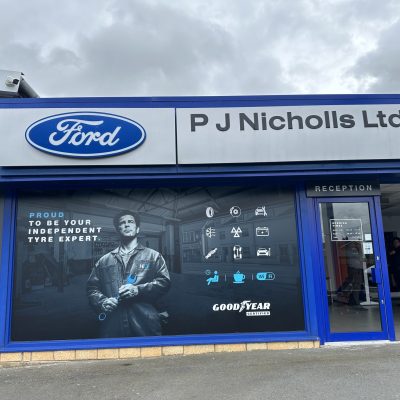 Ford
P J Nicholls Ltd
RECEPTION
PROUD
TO BE YOUR
INDEPENDENT
TYRE EXPERT.
GOODYEAR